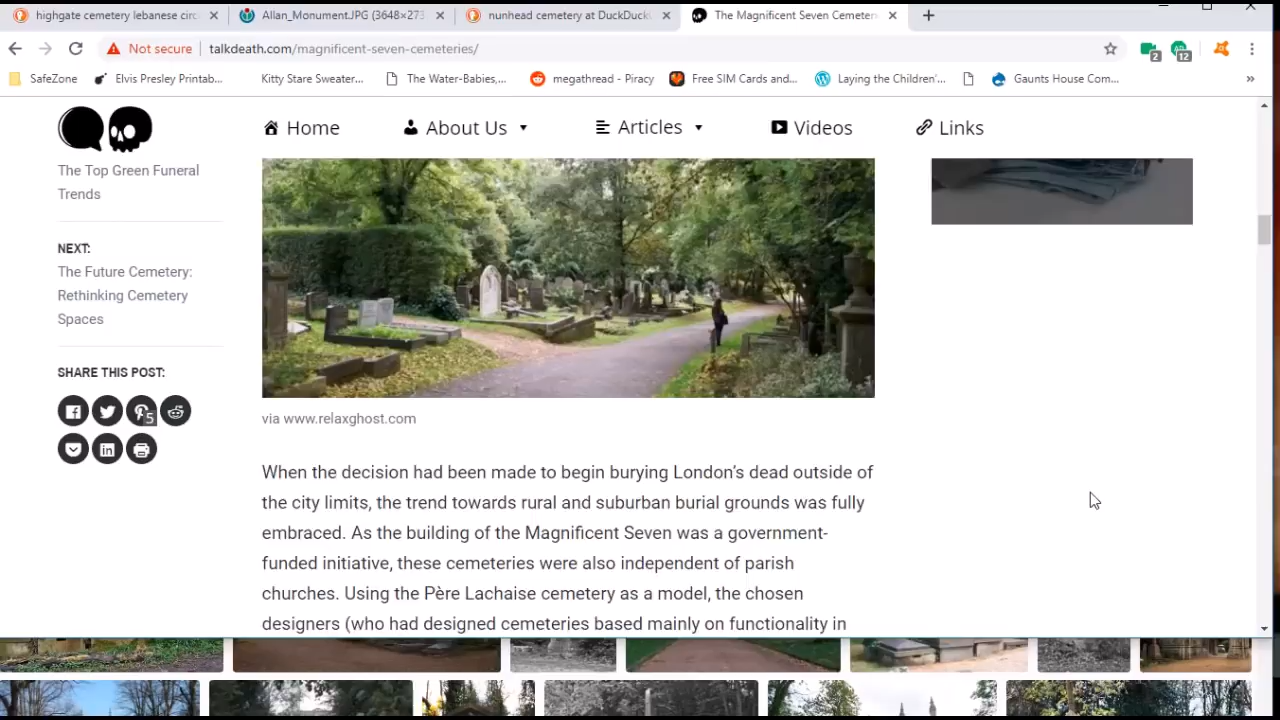 highgate cemetery lebanese circ
Allan_Monument.JPG (3648×273
nunhead cemetery at DuckDuck
The Magnificent Seven Cemeter
Not secure
talkdeath.com/magnificent-seven-cemeteries/
2
12
SafeZone
Elvis Presley Printab...
Kitty Stare Sweater...
The Water-Babies,...
megathread - Piracy
Free SIM Cards and...
Laying the Children'...
Gaunts House Com...
»
Home
About Us
Articles
Videos
Links
The Top Green Funeral
Trends
NEXT:
The Future Cemetery:
Rethinking Cemetery
Spaces
SHARE THIS POST:
5
via www.relaxghost.com
When the decision had been made to begin burying London's dead outside of
the city limits, the trend towards rural and suburban burial grounds was fully
embraced. As the building of the Magnificent Seven was a government-
funded initiative, these cemeteries were also independent of parish
churches. Using the Père Lachaise cemetery as a model, the chosen
designers (who had designed cemeteries based mainly on functionality in